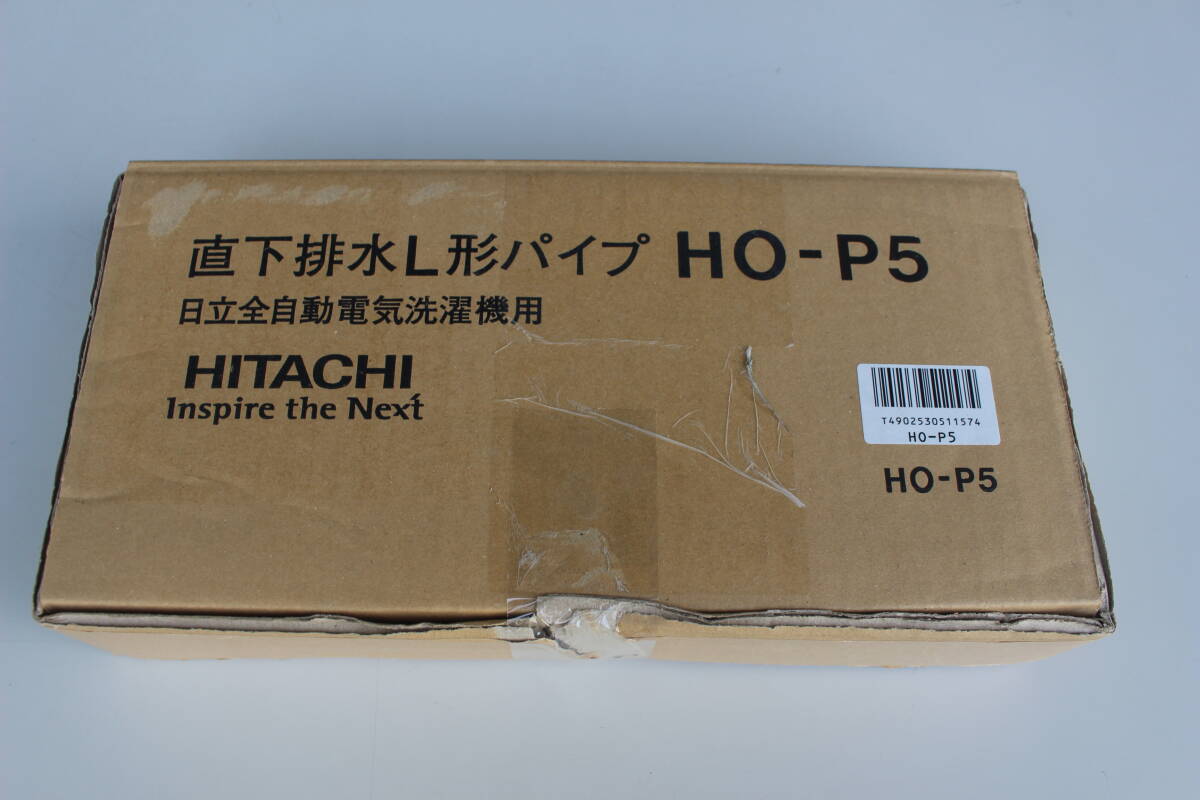 直下排水L形パイプ HO-P5
日立全自動電気洗濯機用
HITACHI
Inspire the Next
T4902530511574
HO-P5
HO-P5